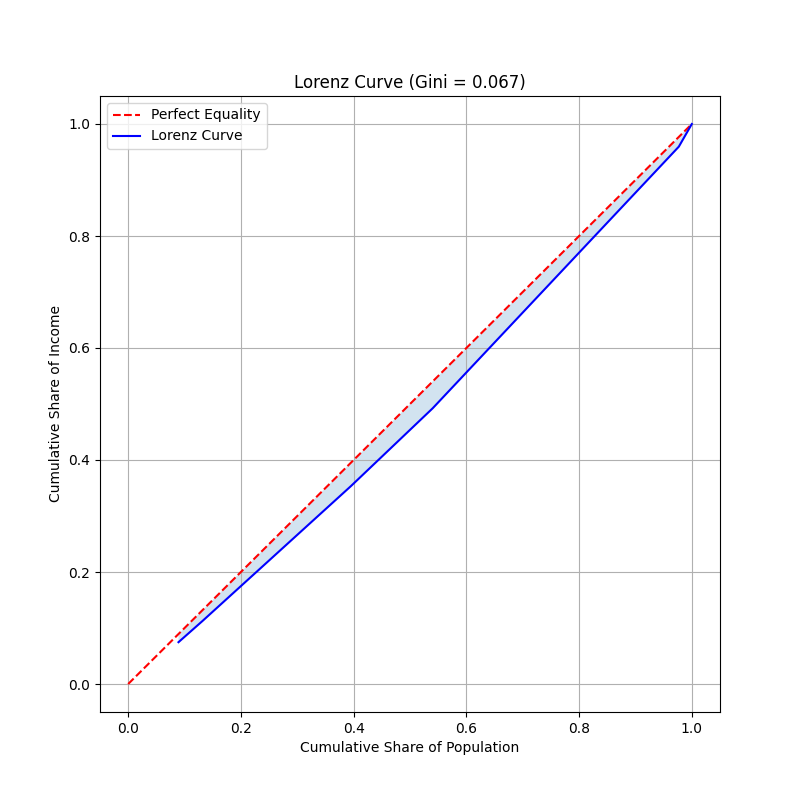 Lorenz Curve (Gini = 0.067)
Perfect Equality
Lorenz Curve
1.0
0.8
0.6
0.4
0.2
0.0
Cumulative Share of Income
0.0 0.2 0.4 0.6 0.8 1.0
Cumulative Share of Population